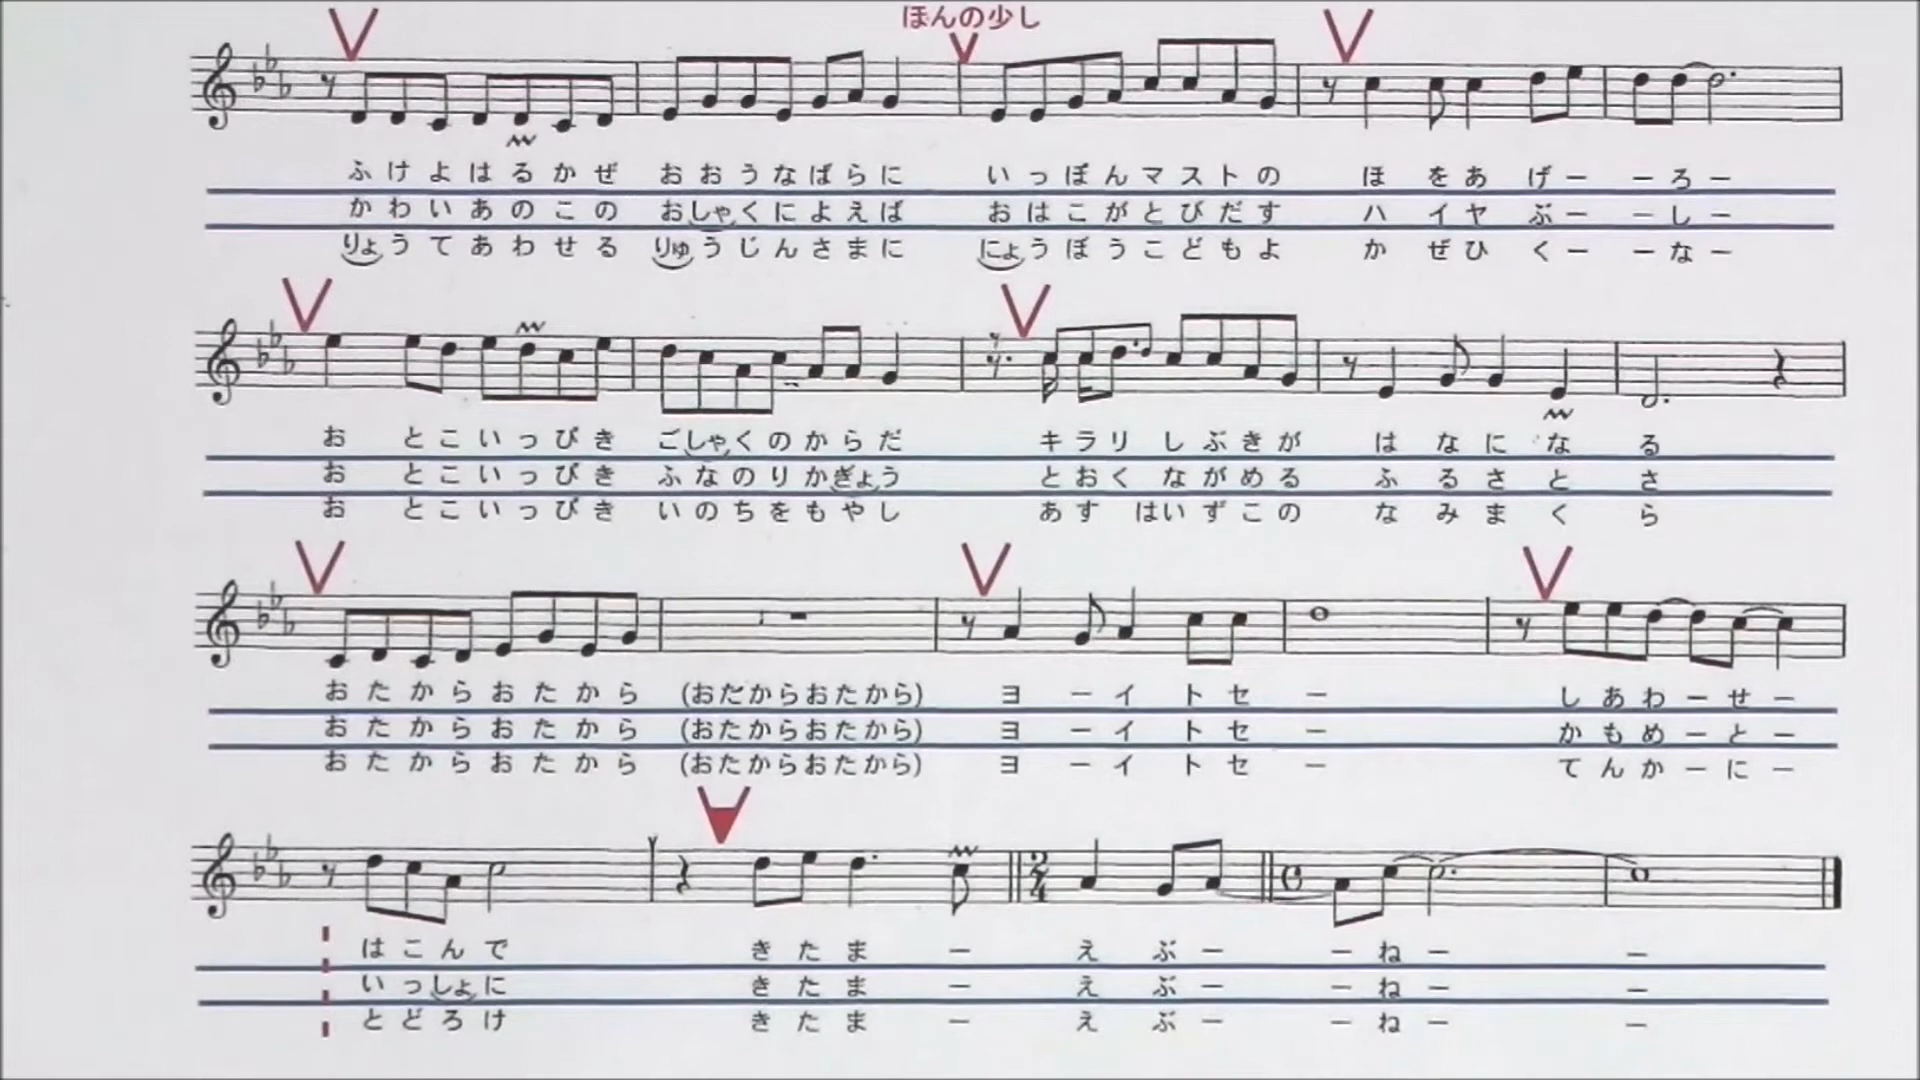 ほんの少し
ふけよはるかぜ おおうなばらに いっぽんマストの ほをあげー ーろー
かわいあのこの おしゃくによえば おはこがとびだす ハイヤぶー ーしー
りょうてあわせる りゅうじんさまに にょうぼうこどもよ かぜひくー ーなー
おとこいっぴき ごしゃくのからだ キラリしぶきが はなになる
おとこいっぴき ふなのりかぎょう とおくながめる ふるさとさ
おとこいっぴき いのちをもやし あすはいずこの なみまくら
おたからおたから (おたからおたから) ヨーイトセ ー しあわーせー
おたからおたから (おたからおたから) ヨーイトセ ー かもめーとー
おたからおたから (おたからおたから) ヨーイトセ ー てんかーにー
2
4
はこんで きたまー えぶー ーねー ー
いっしょに きたまー えぶー ーねー ー
とどろけ きたまー えぶー ーねー ー